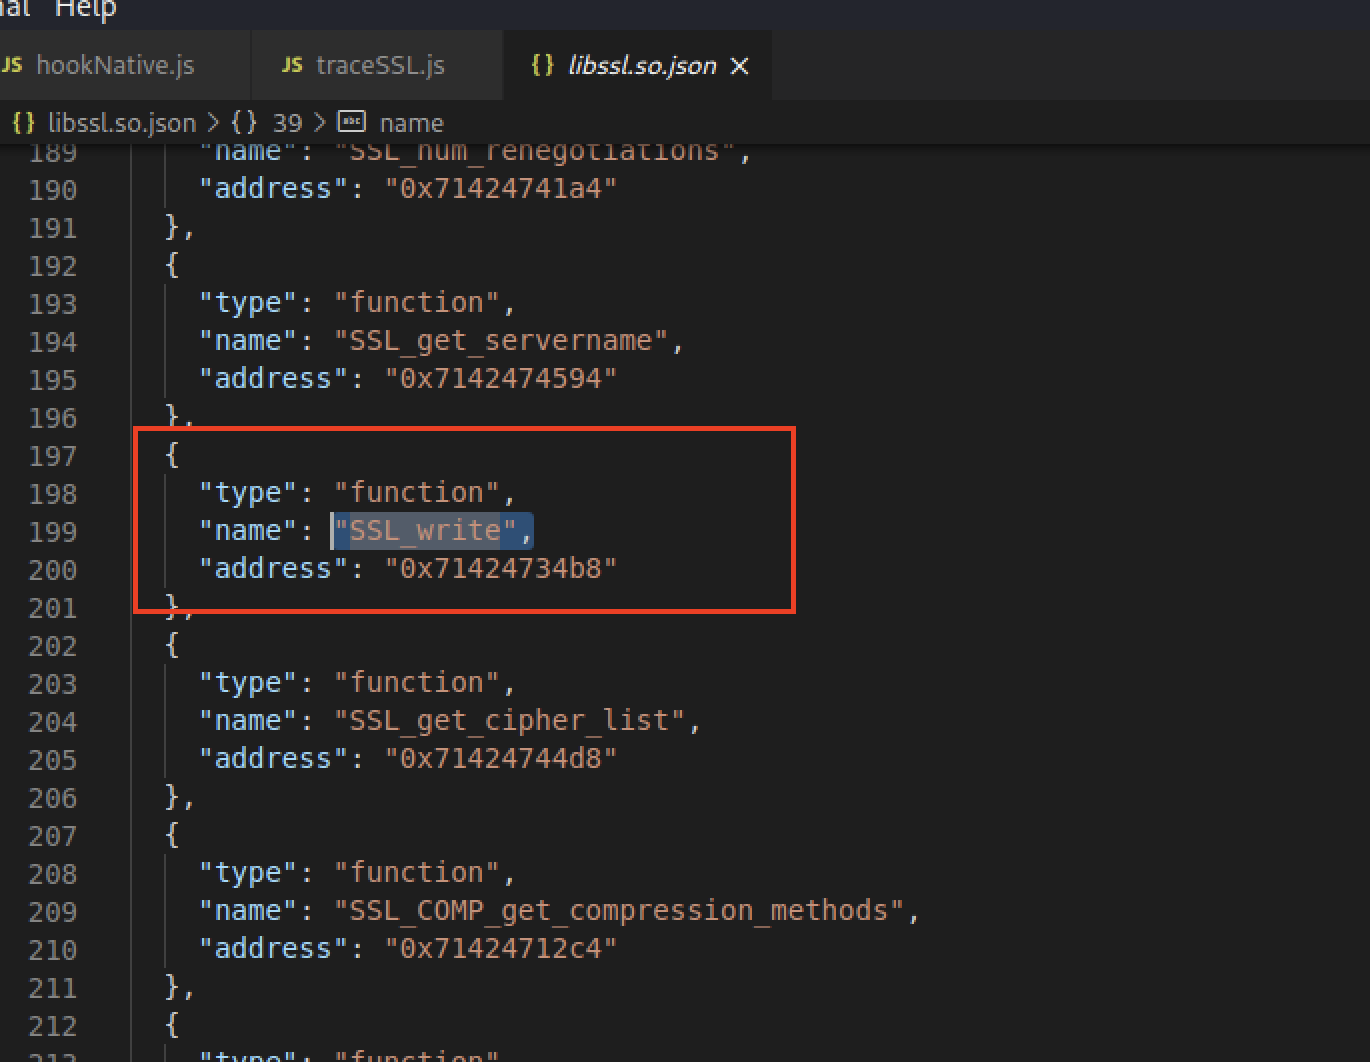 Help
JS hookNative.js JS traceSSL.js {} libssl.so.json ×
{} libssl.so.json > {} 39 > abc name
189 "name": "SSL_num_renegotiations",
190 "address": "0x71424741a4"
191 },
192 {
193 "type": "function",
194 "name": "SSL_get_servername",
195 "address": "0x7142474594"
196 },
197 {
198 "type": "function",
199 "name": "SSL_write",
200 "address": "0x71424734b8"
201 },
202 {
203 "type": "function",
204 "name": "SSL_get_cipher_list",
205 "address": "0x71424744d8"
206 },
207 {
208 "type": "function",
209 "name": "SSL_COMP_get_compression_methods",
210 "address": "0x71424712c4"
211 },
212 {
213 "type": "function"